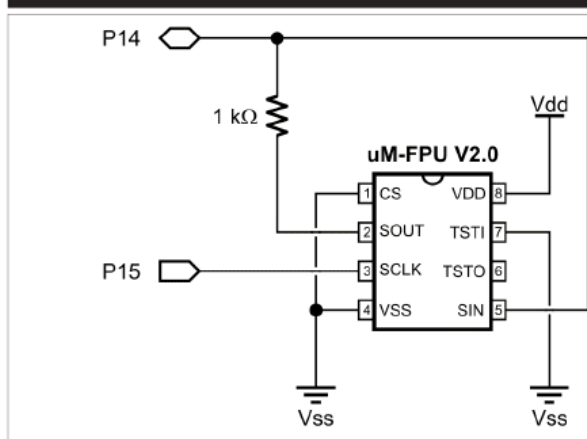 P14
1 kΩ
Vdd
uM-FPU V2.0
1 CS VDD 8
2 SOUT TSTI 7
P15
3 SCLK TSTO 6
4 VSS SIN 5
Vss Vss